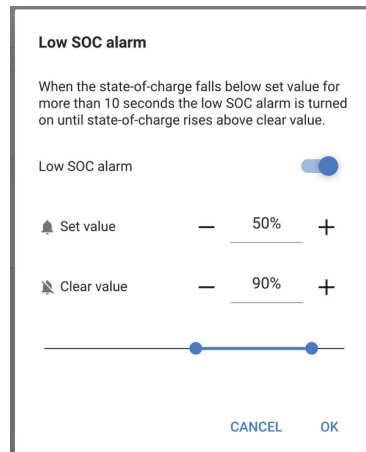 Low SOC alarm
When the state-of-charge falls below set value for
more than 10 seconds the low SOC alarm is turned
on until state-of-charge rises above clear value.
Low SOC alarm
Set value — 50% +
Clear value — 90% +
CANCEL OK